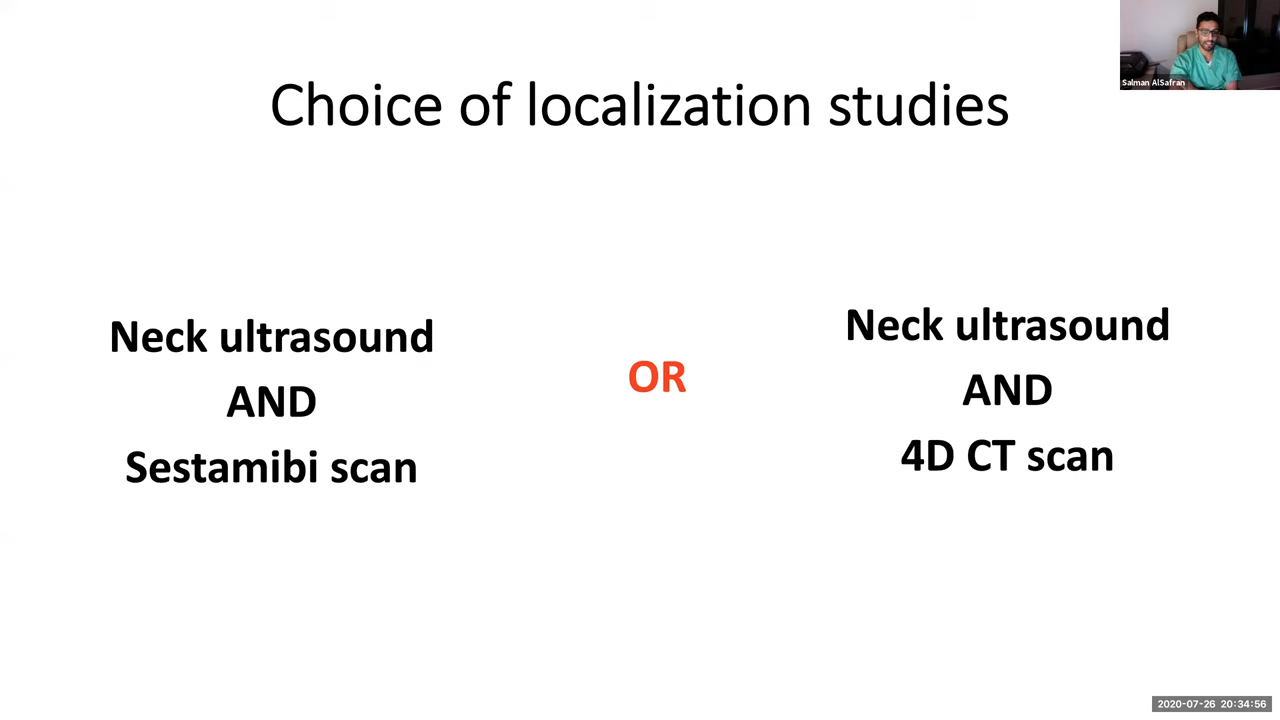 Salman AlSafran
Choice of localization studies
Neck ultrasound
AND
Sestamibi scan
OR
Neck ultrasound
AND
4D CT scan
2020-07-26 20:34:56